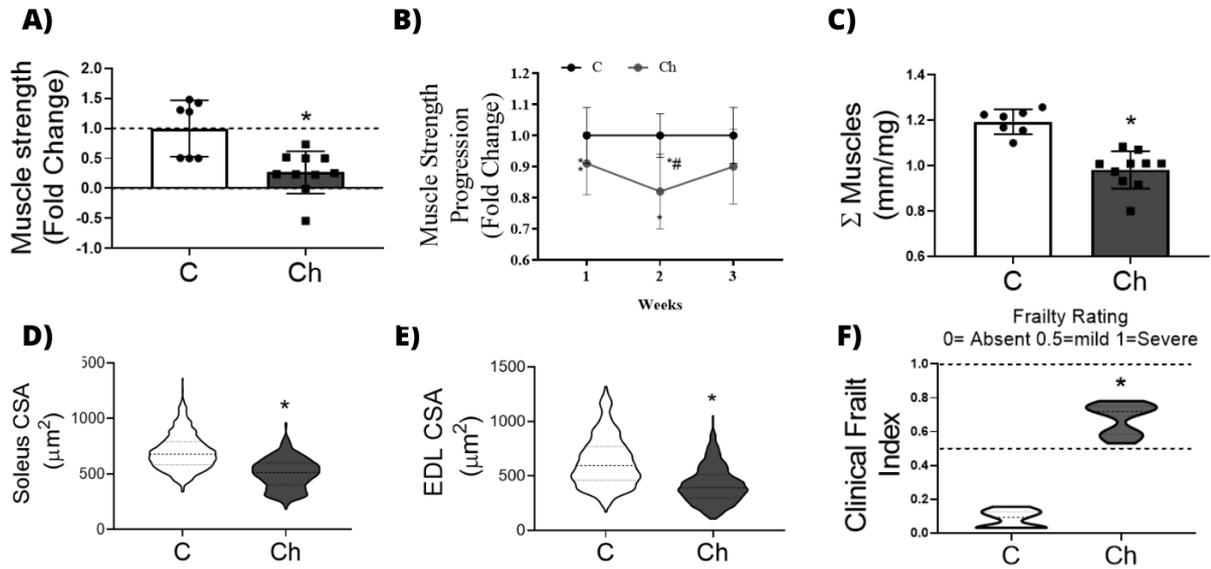 A)
Muscle strength
(Fold Change)
2.0
1.5
1.0
0.5
0.0
-0.5
-1.0
*
C
Ch
B)
C
Ch
Muscle Strength
Progression
(Fold Change)
1.2
1.1
1.0
0.9
0.8
0.7
0.6
*
*
*#
*
1
2
3
Weeks
C)
Σ Muscles
(mm/mg)
1.4
1.2
1.0
0.8
0.6
*
C
Ch
D)
Soleus CSA
(μm2)
500
1000
500
0
*
C
Ch
E)
EDL CSA
(μm2)
1500
1000
500
0
*
C
Ch
F)
Frailty Rating
0= Absent 0.5=mild 1=Severe
Clinical Frailt
Index
1.0
0.8
0.6
0.4
0.2
0.0
*
C
Ch